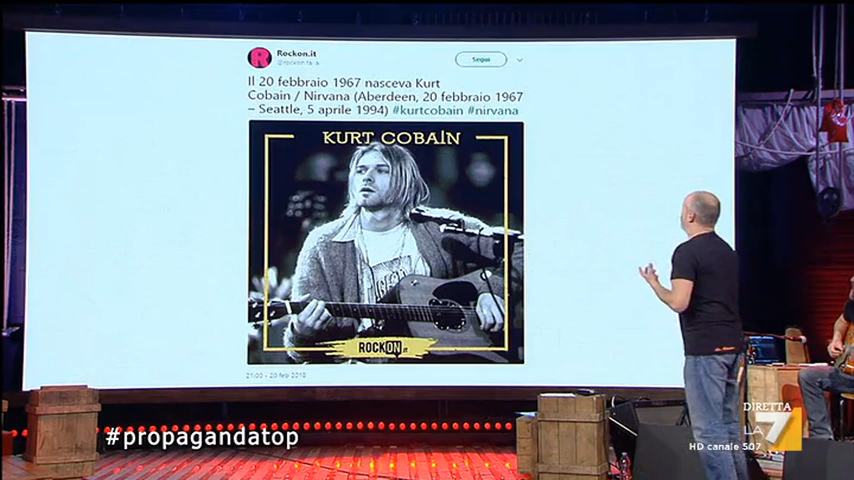 Rockon.it
Segui
Il 20 febbraio 1967 nasceva Kurt
Cobain / Nirvana (Aberdeen, 20 febbraio 1967
– Seattle, 5 aprile 1994) #kurtcobain #nirvana
KURT COBAIN
ROCKON.it
21:00 - 20 feb 2018
#propagandatop
DIRETTA
LA 7
HD canale 507